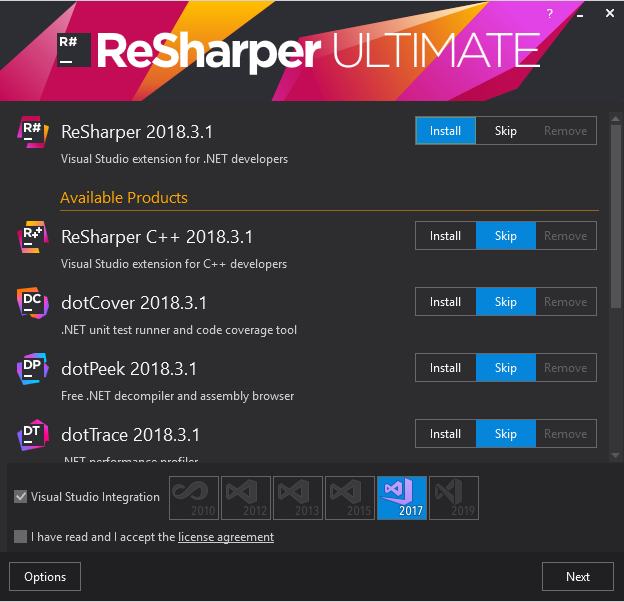 ?
R# ReSharper ULTIMATE
R# ReSharper 2018.3.1 Install Skip Remove
Visual Studio extension for .NET developers
Available Products
R++ ReSharper C++ 2018.3.1 Install Skip Remove
Visual Studio extension for C++ developers
DC dotCover 2018.3.1 Install Skip Remove
.NET unit test runner and code coverage tool
DP dotPeek 2018.3.1 Install Skip Remove
Free .NET decompiler and assembly browser
DT dotTrace 2018.3.1 Install Skip Remove
.NET performance profiler
Visual Studio Integration 2010 2012 2013 2015 2017 2019
I have read and I accept the license agreement
Options Next